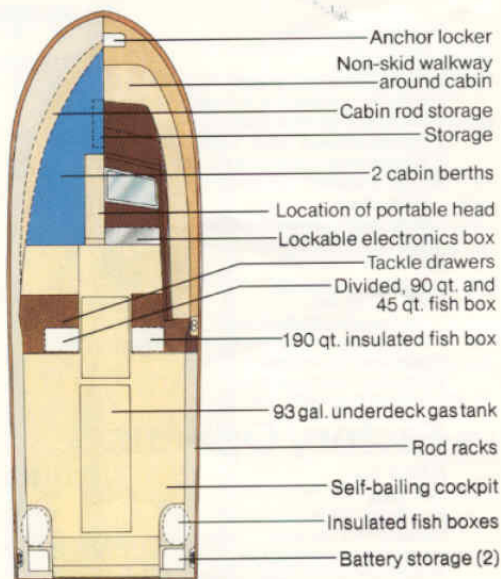 Anchor locker
Non-skid walkway
around cabin
Cabin rod storage
Storage
2 cabin berths
Location of portable head
Lockable electronics box
Tackle drawers
Divided, 90 qt. and
45 qt. fish box
190 qt. insulated fish box
93 gal. underdeck gas tank
Rod racks
Self-bailing cockpit
Insulated fish boxes
Battery storage (2)